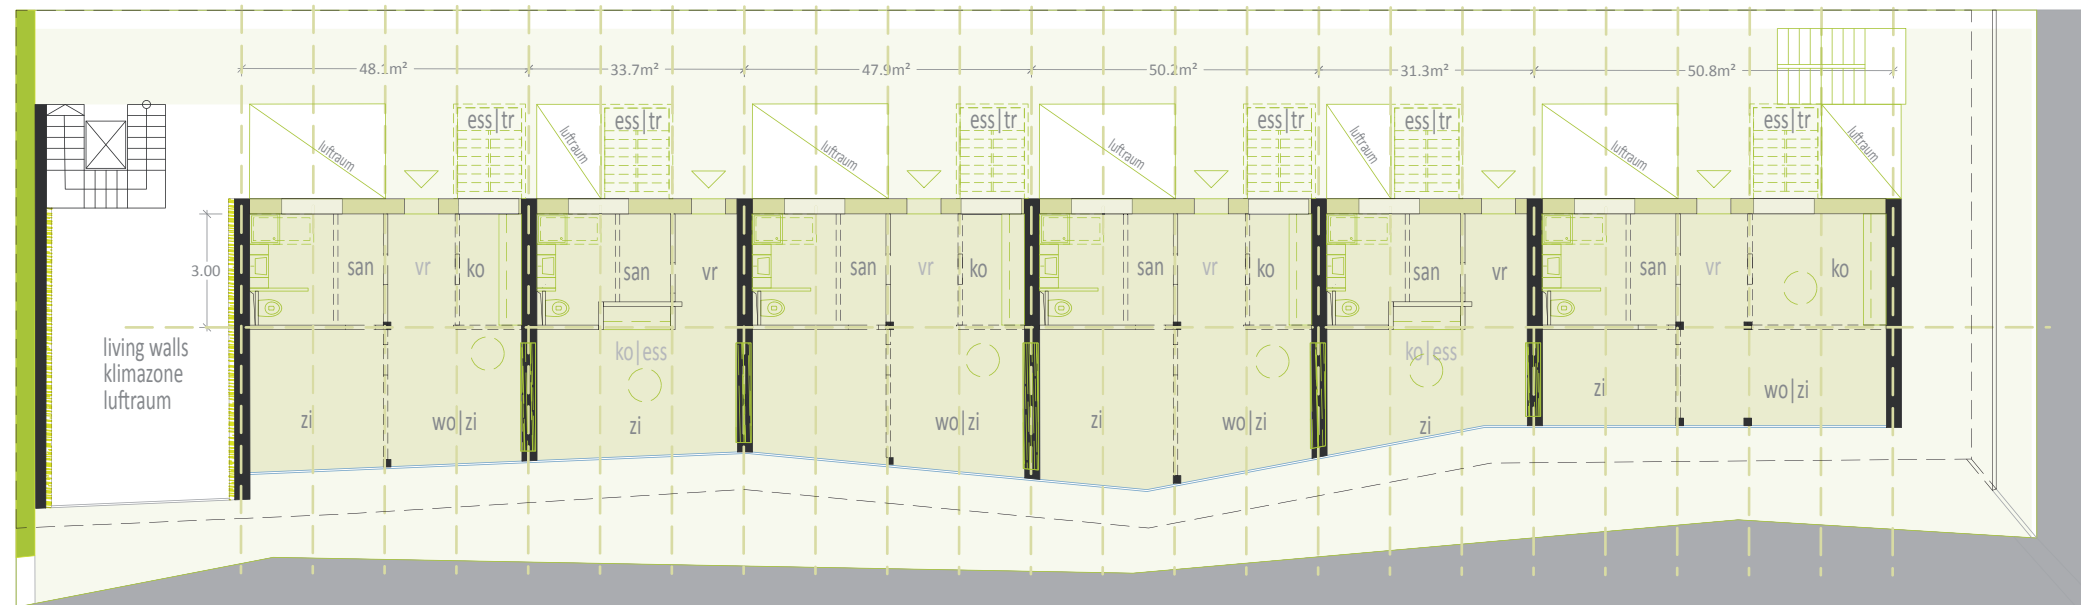 48.1m² 33.7m² 47.9m² 50.2m² 31.3m² 50.8m²
ess|tr ess|tr ess|tr ess|tr ess|tr ess|tr
luftraum luftraum luftraum luftraum luftraum luftraum luftraum
3.00 san vr ko san vr san vr ko san vr ko san vr san vr ko
living walls
klimazone
luftraum
ko|ess ko|ess
zi wo|zi zi wo|zi zi wo|zi zi zi wo|zi